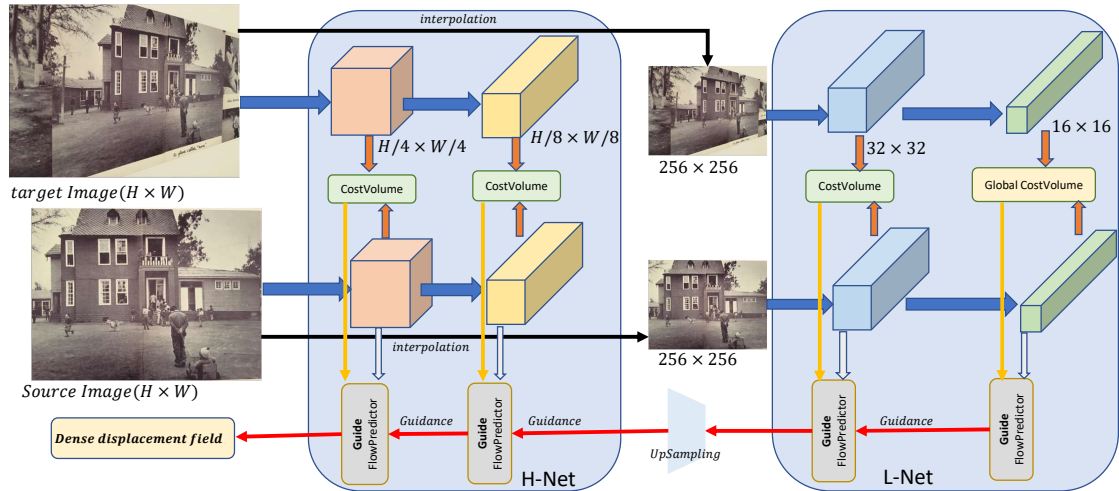 interpolation
H/4 × W/4
H/8 × W/8
256 × 256
32 × 32
16 × 16
target Image(H × W)
CostVolume
CostVolume
CostVolume
Global CostVolume
interpolation
256 × 256
Source Image(H × W)
Guide
FlowPredictor
Guidance
Guide
FlowPredictor
Guidance
UpSampling
Guide
FlowPredictor
Guidance
Guide
FlowPredictor
Dense displacement field
H-Net
L-Net